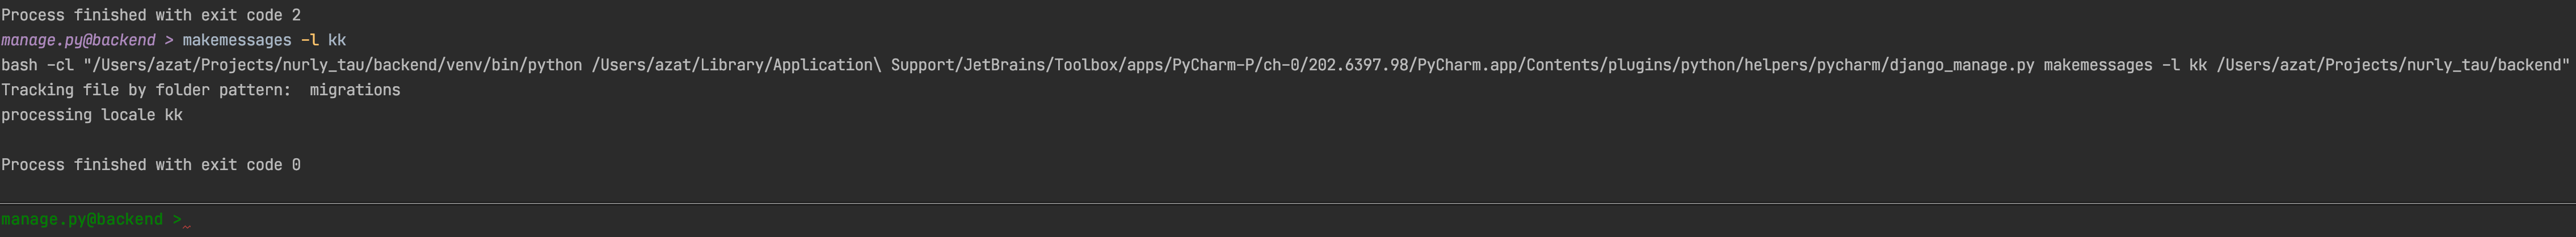 Process finished with exit code 2
manage.py@backend > makemessages -l kk
bash -cl "/Users/azat/Projects/nurly_tau/backend/venv/bin/python /Users/azat/Library/Application\ Support/JetBrains/Toolbox/apps/PyCharm-P/ch-0/202.6397.98/PyCharm.app/Contents/plugins/python/helpers/pycharm/django_manage.py makemessages -l kk /Users/azat/Projects/nurly_tau/backend"
Tracking file by folder pattern:  migrations
processing locale kk
Process finished with exit code 0
manage.py@backend >